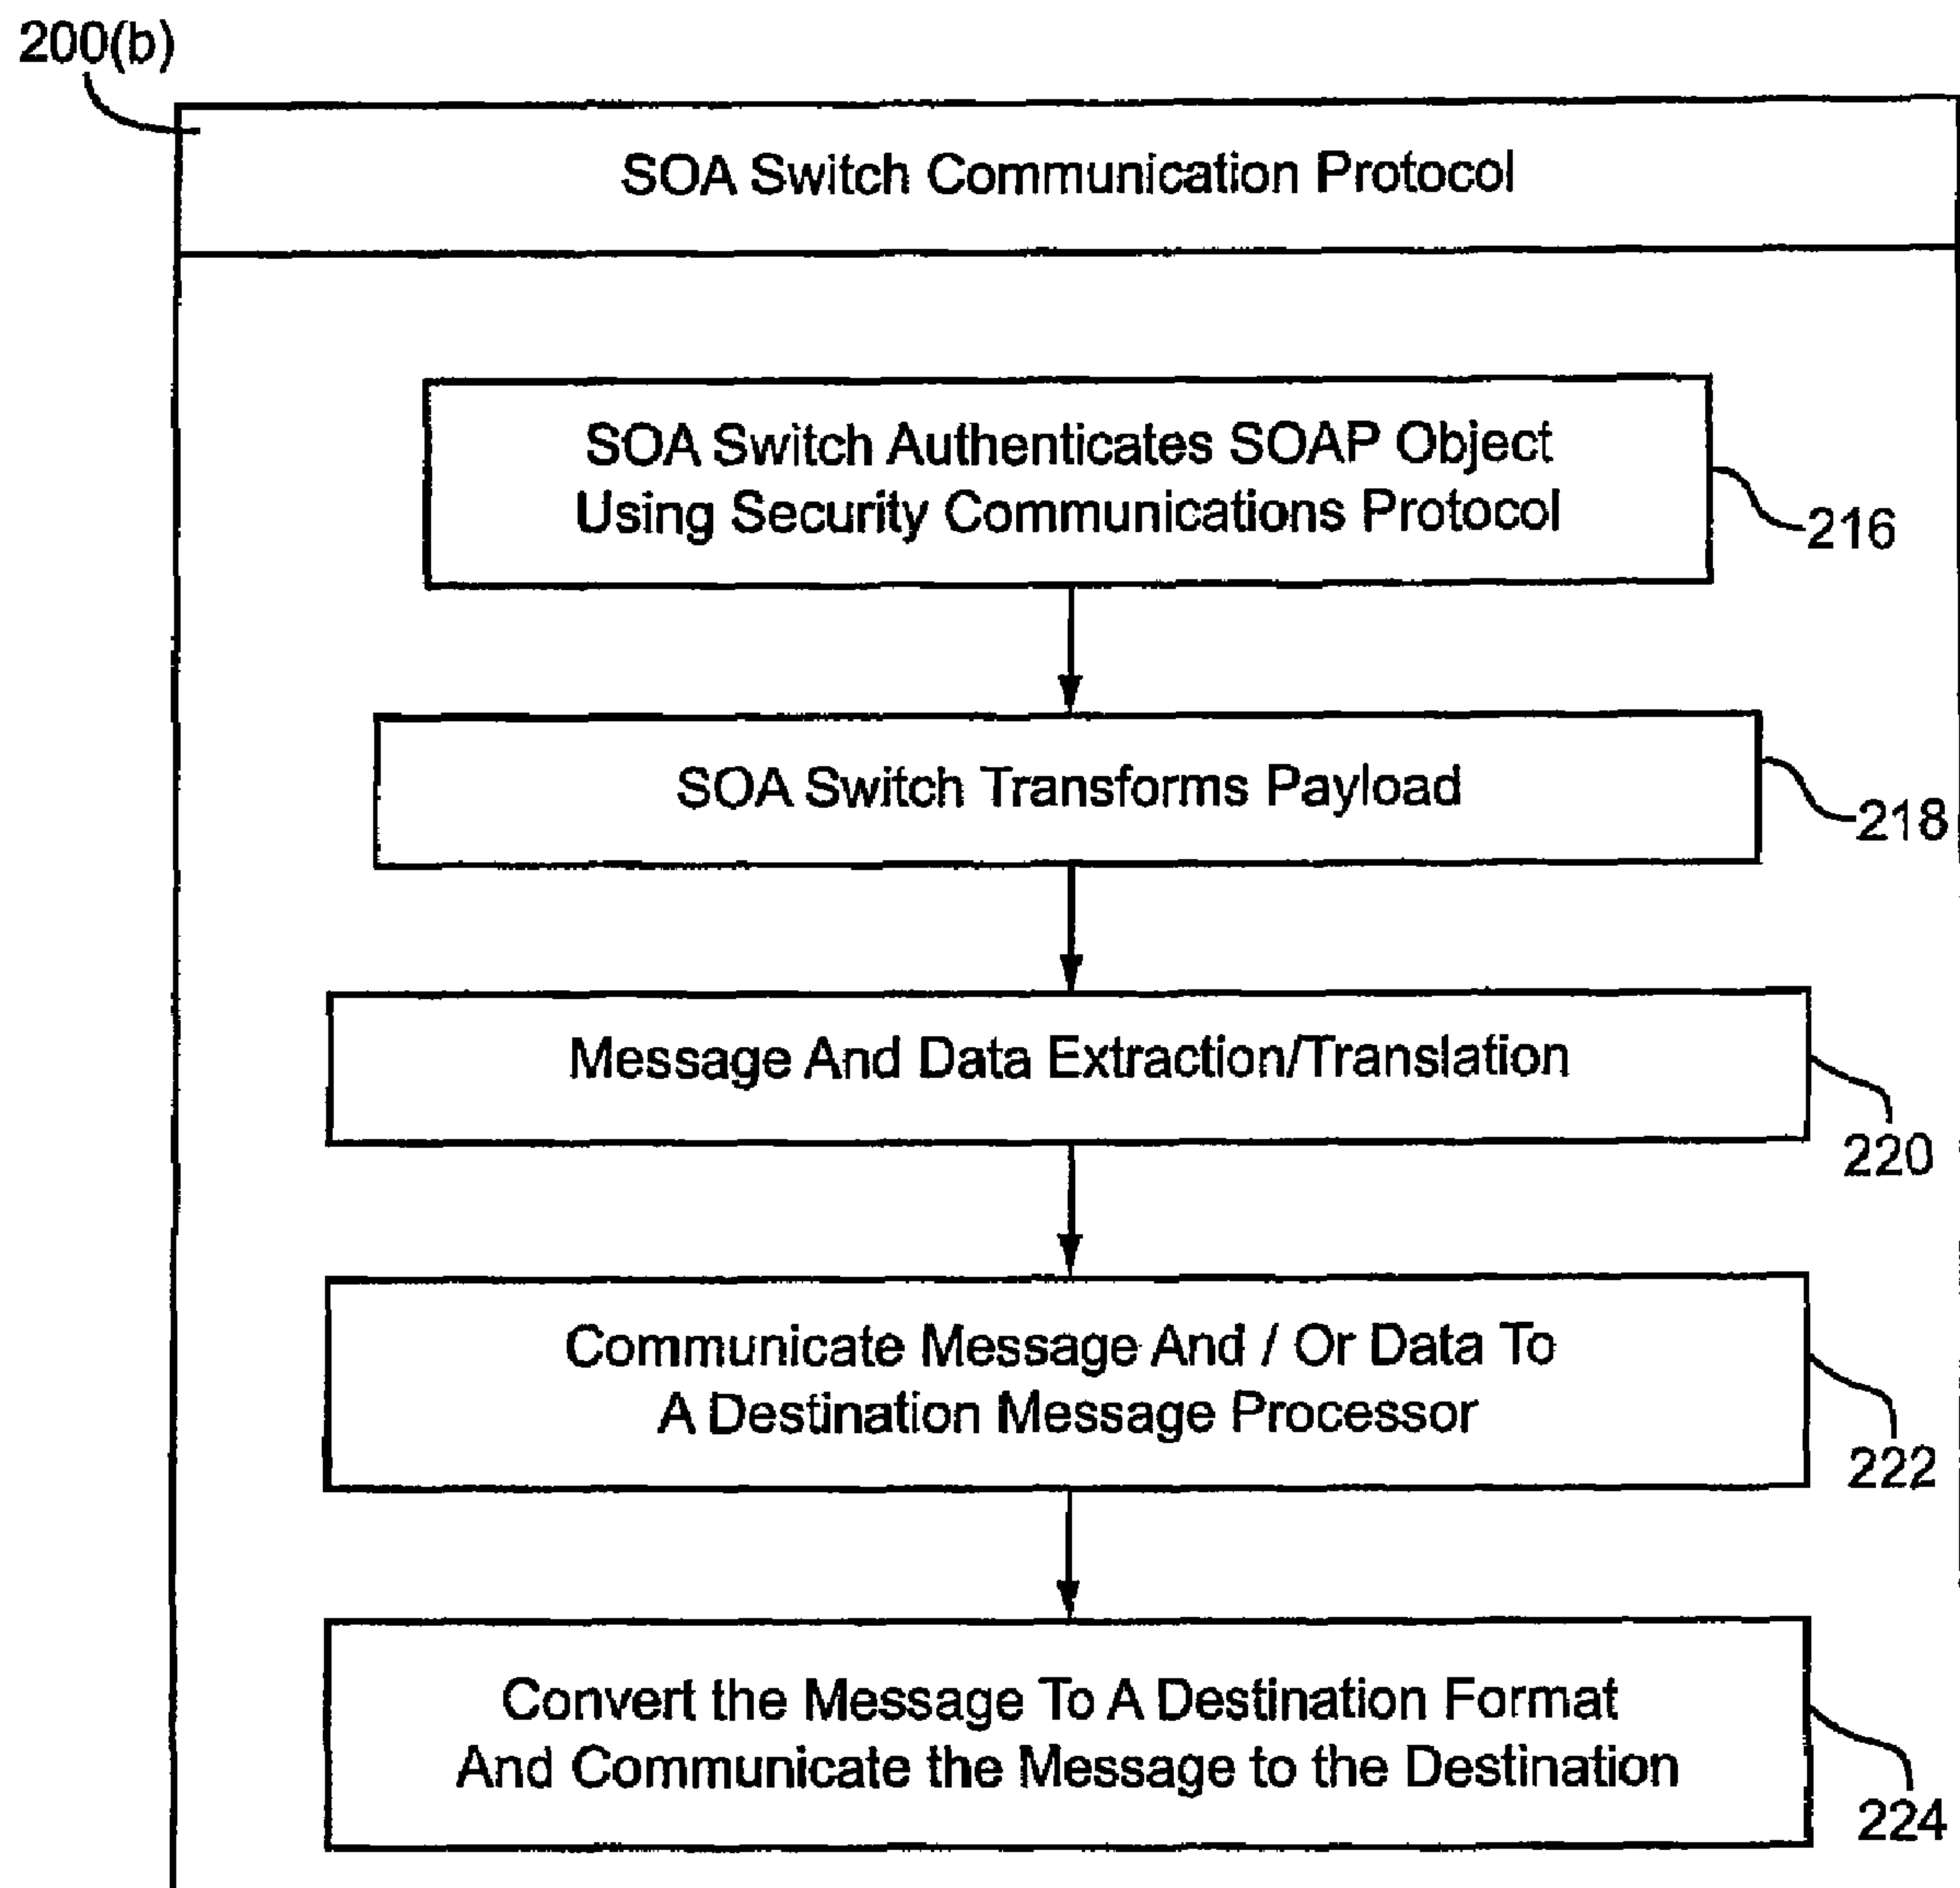 200(b)
SOA Switch Communication Protocol
SOA Switch Authenticates SOAP Object
Using Security Communications Protocol
216
SOA Switch Transforms Payload
218
Message And Data Extraction/Translation
220
Communicate Message And / Or Data To
A Destination Message Processor
222
Convert the Message To A Destination Format
And Communicate the Message to the Destination
224